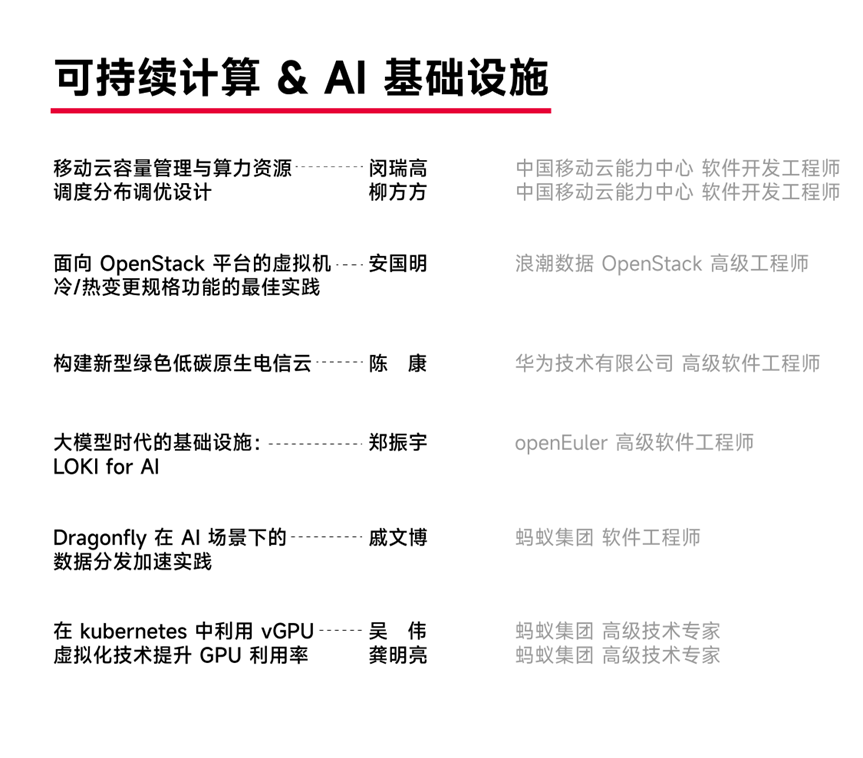 可持续计算 & AI 基础设施
移动云容量管理与算力资源 闵瑞高 中国移动云能力中心 软件开发工程师
调度分布调优设计 柳方方 中国移动云能力中心 软件开发工程师
面向 OpenStack 平台的虚拟机 安国明 浪潮数据 OpenStack 高级工程师
冷/热变更规格功能的最佳实践
构建新型绿色低碳原生电信云 陈 康 华为技术有限公司 高级软件工程师
大模型时代的基础设施： 郑振宇 openEuler 高级软件工程师
LOKI for AI
Dragonfly 在 AI 场景下的 戚文博 蚂蚁集团 软件工程师
数据分发加速实践
在 kubernetes 中利用 vGPU 吴 伟 蚂蚁集团 高级技术专家
虚拟化技术提升 GPU 利用率 龚明亮 蚂蚁集团 高级技术专家